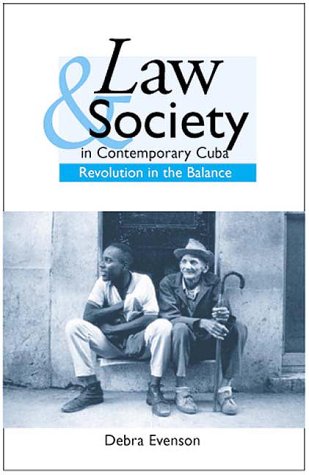 Law
& Society
in Contemporary Cuba
Revolution in the Balance
Debra Evenson